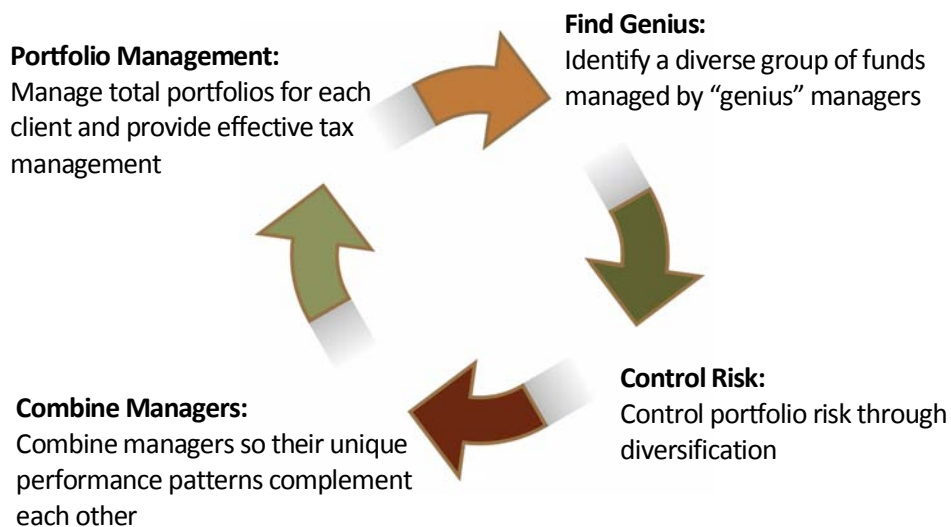 Portfolio Management:
Manage total portfolios for each
client and provide effective tax
management
Find Genius:
Identify a diverse group of funds
managed by “genius” managers
Control Risk:
Control portfolio risk through
diversification
Combine Managers:
Combine managers so their unique
performance patterns complement
each other